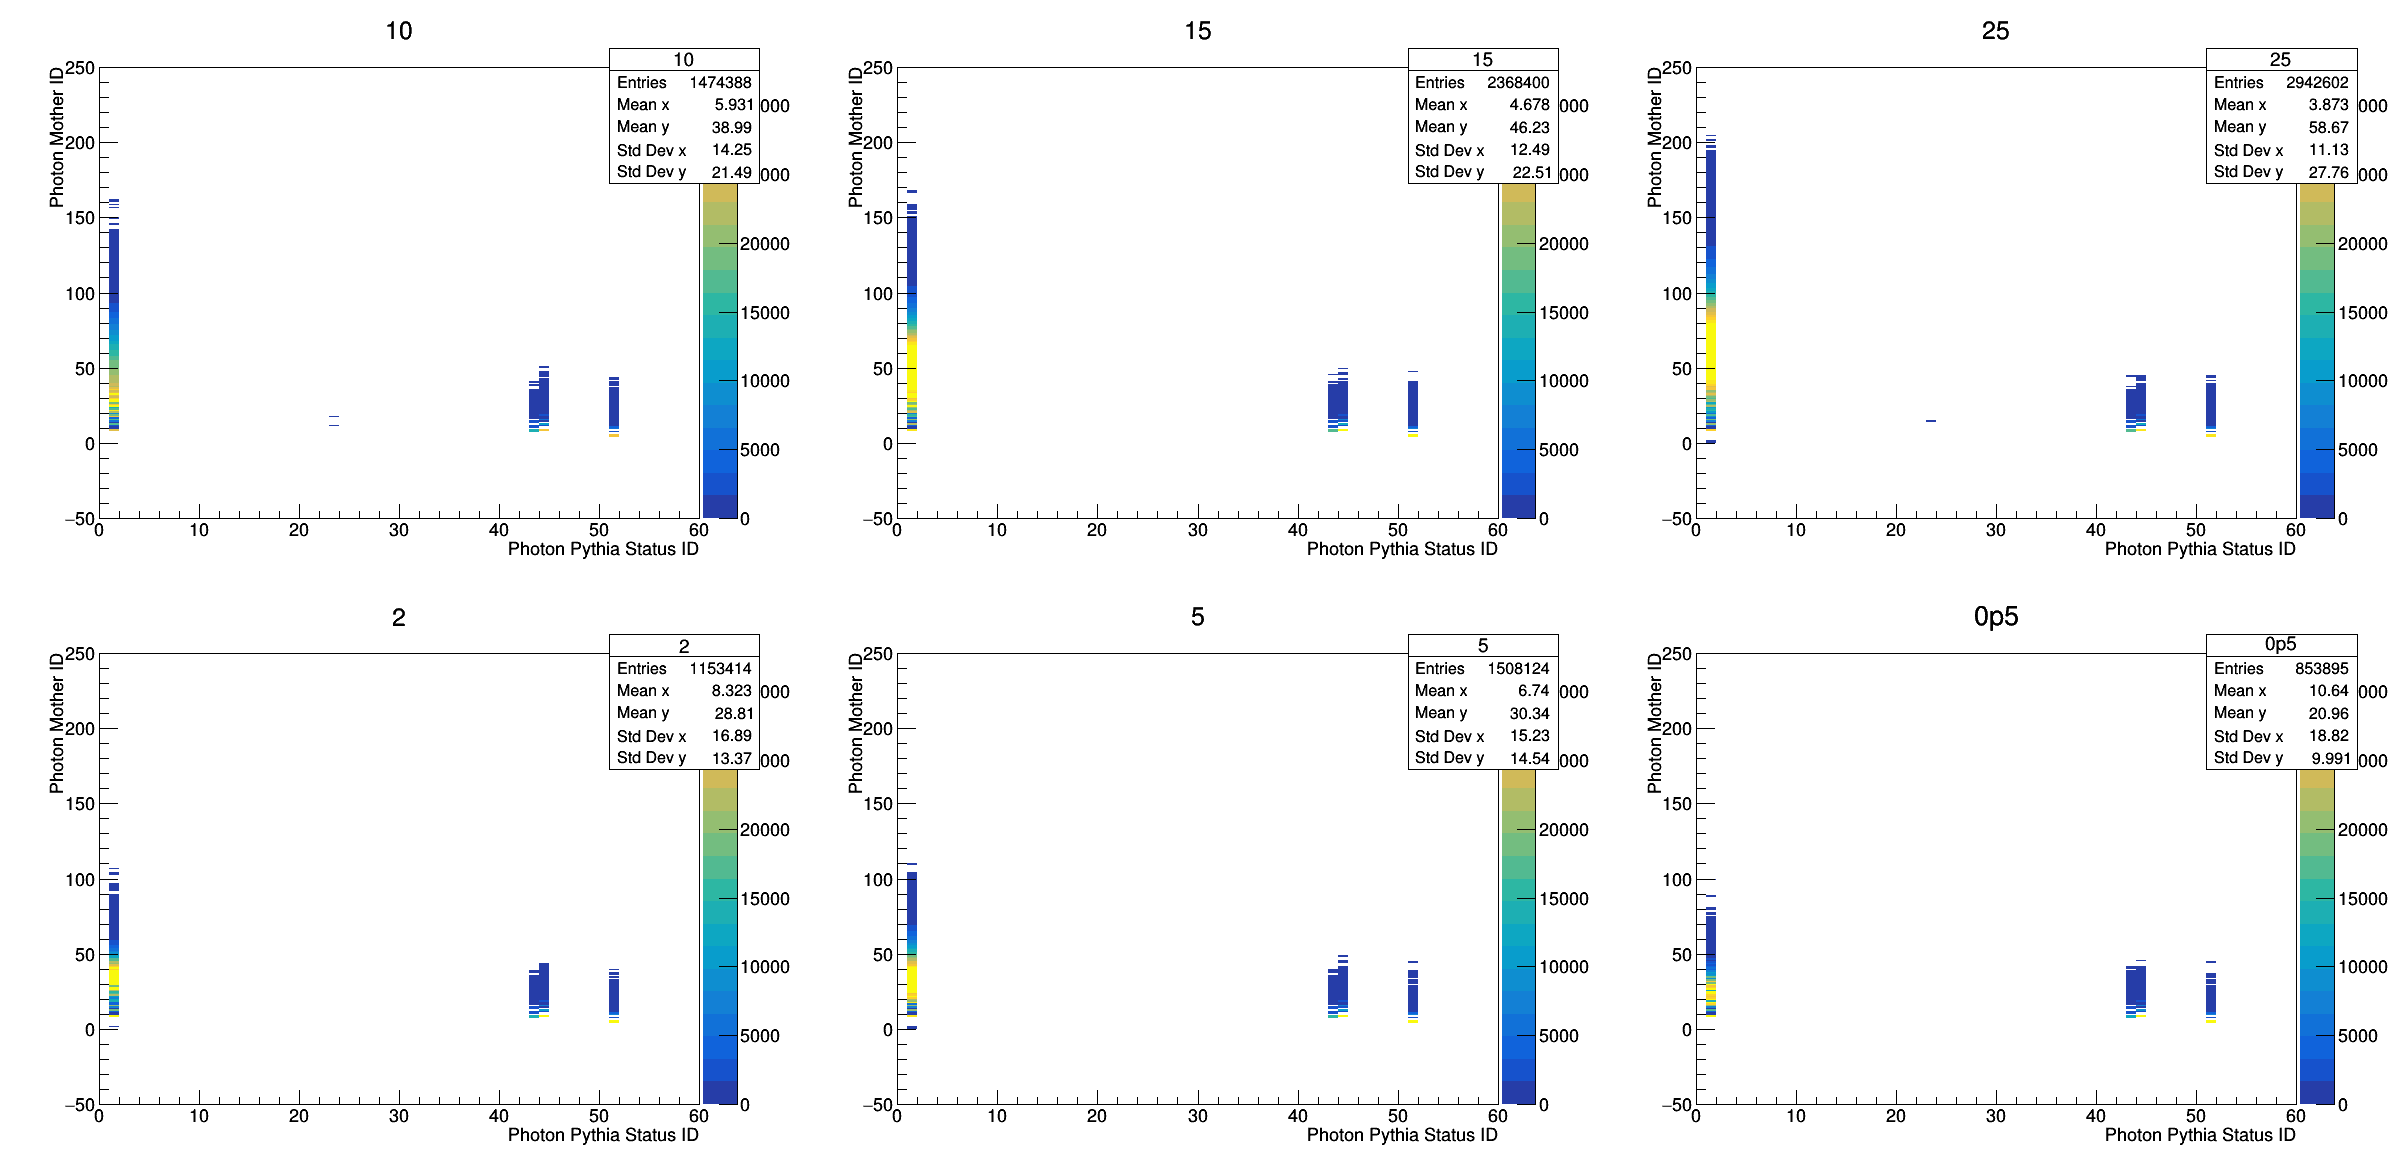 10
10
Entries 1474388
Mean x 5.931
Mean y 38.99
Std Dev x 14.25
Std Dev y 21.49
Photon Mother ID
250
200
150
100
50
0
−50
0 10 20 30 40 50 60
Photon Pythia Status ID
000
000
20000
15000
10000
5000
0
15
15
Entries 2368400
Mean x 4.678
Mean y 46.23
Std Dev x 12.49
Std Dev y 22.51
Photon Mother ID
250
200
150
100
50
0
−50
0 10 20 30 40 50 60
Photon Pythia Status ID
000
000
20000
15000
10000
5000
0
25
25
Entries 2942602
Mean x 3.873
Mean y 58.67
Std Dev x 11.13
Std Dev y 27.76
Photon Mother ID
250
200
150
100
50
0
−50
0 10 20 30 40 50 60
Photon Pythia Status ID
000
000
20000
15000
10000
5000
0
2
2
Entries 1153414
Mean x 8.323
Mean y 28.81
Std Dev x 16.89
Std Dev y 13.37
Photon Mother ID
250
200
150
100
50
0
−50
0 10 20 30 40 50 60
Photon Pythia Status ID
000
000
20000
15000
10000
5000
0
5
5
Entries 1508124
Mean x 6.74
Mean y 30.34
Std Dev x 15.23
Std Dev y 14.54
Photon Mother ID
250
200
150
100
50
0
−50
0 10 20 30 40 50 60
Photon Pythia Status ID
000
000
20000
15000
10000
5000
0
0p5
0p5
Entries 853895
Mean x 10.64
Mean y 20.96
Std Dev x 18.82
Std Dev y 9.991
Photon Mother ID
250
200
150
100
50
0
−50
0 10 20 30 40 50 60
Photon Pythia Status ID
000
000
20000
15000
10000
5000
0